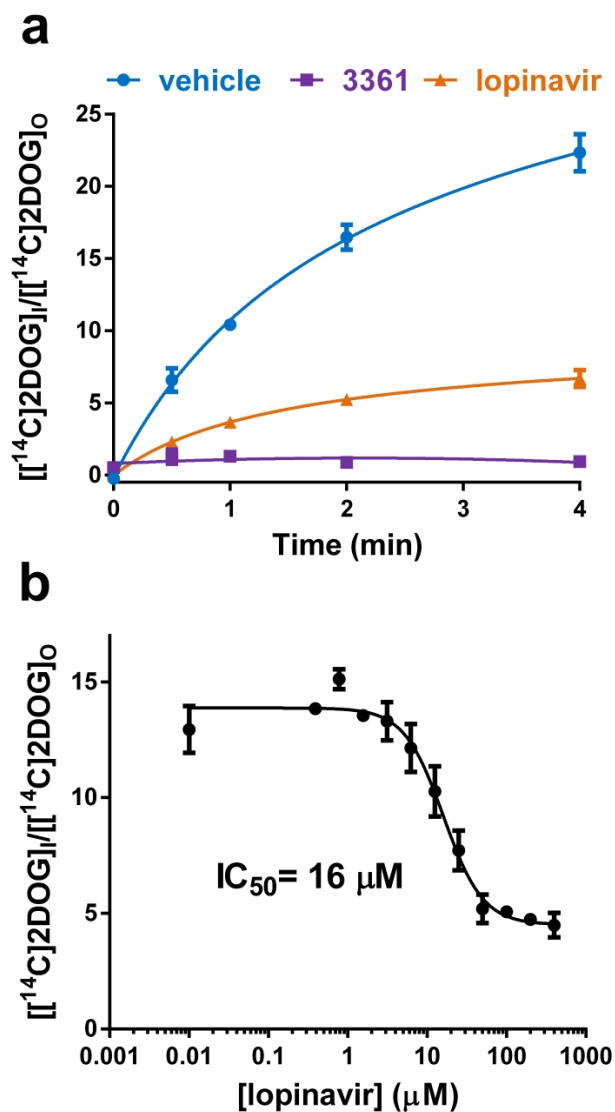 a
vehicle 3361 lopinavir
25
20
15
10
5
0
[[¹⁴C]2DOG]ᵢ/[[¹⁴C]2DOG]ₒ
0 1 2 3 4
Time (min)
b
15
10
5
0
[[¹⁴C]2DOG]ᵢ/[[¹⁴C]2DOG]ₒ
IC₅₀= 16 μM
0.001 0.01 0.1 1 10 100 1000
[lopinavir] (μM)